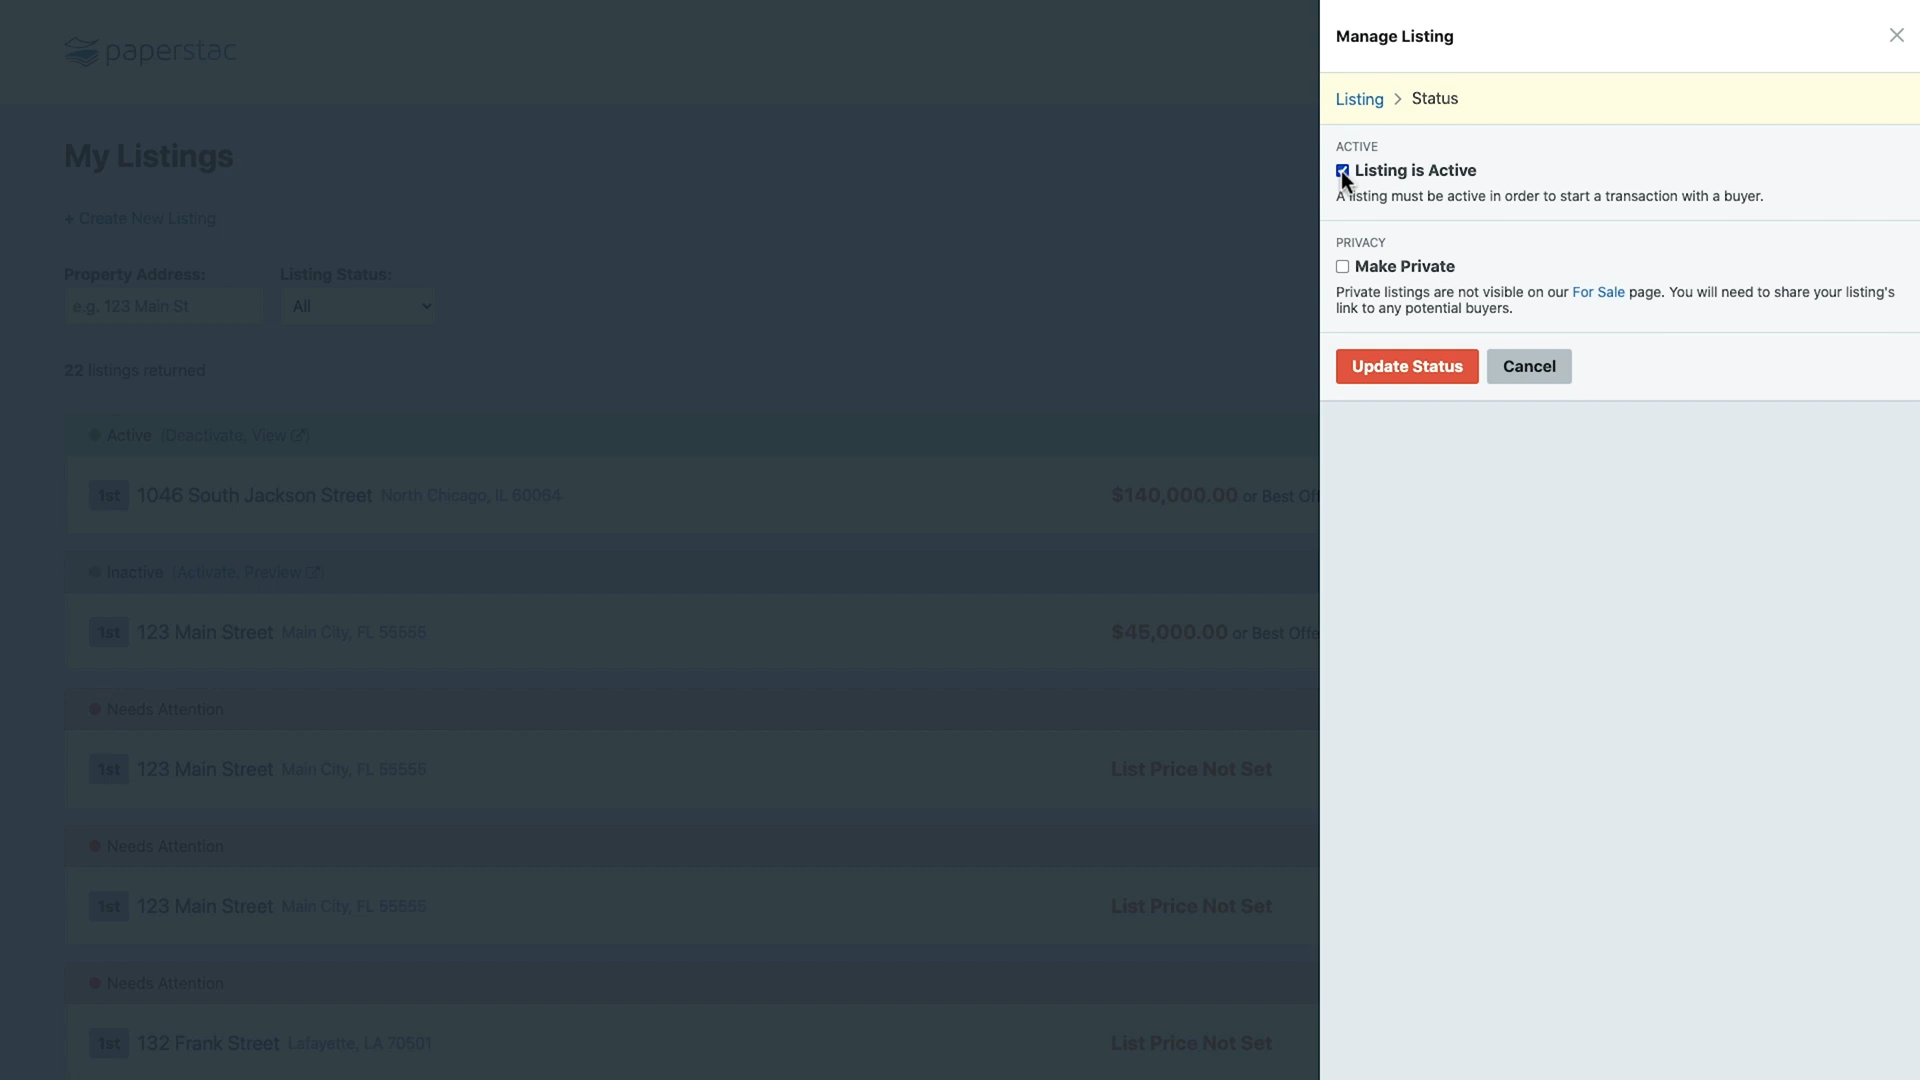 paperstac
My Listings
+ Create New Listing
Property Address:
Listing Status:
e.g. 123 Main St
All
22 listings returned
Active (Deactivate, View)
1st 1046 South Jackson Street North Chicago, IL 60064
$140,000.00 or Best Off
Inactive (Activate, Preview)
1st 123 Main Street Main City, FL 55555
$45,000.00 or Best Offe
Needs Attention
1st 123 Main Street Main City, FL 55555
List Price Not Set
Needs Attention
1st 123 Main Street Main City, FL 55555
List Price Not Set
Needs Attention
1st 132 Frank Street Lafayette, LA 70501
List Price Not Set
Manage Listing
Listing > Status
ACTIVE
Listing is Active
A listing must be active in order to start a transaction with a buyer.
PRIVACY
Make Private
Private listings are not visible on our For Sale page. You will need to share your listing's
link to any potential buyers.
Update Status
Cancel